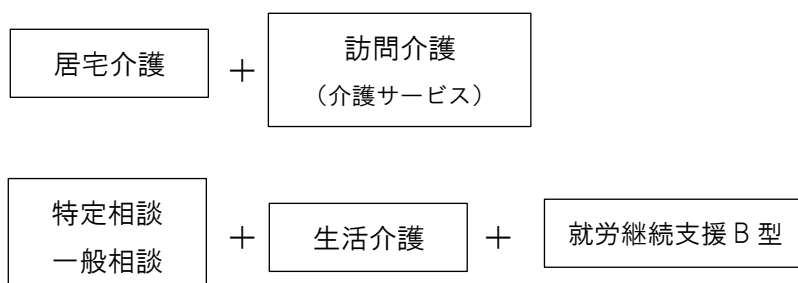 居宅介護 + 訪問介護
（介護サービス）
特定相談
一般相談 + 生活介護 + 就労継続支援Ｂ型